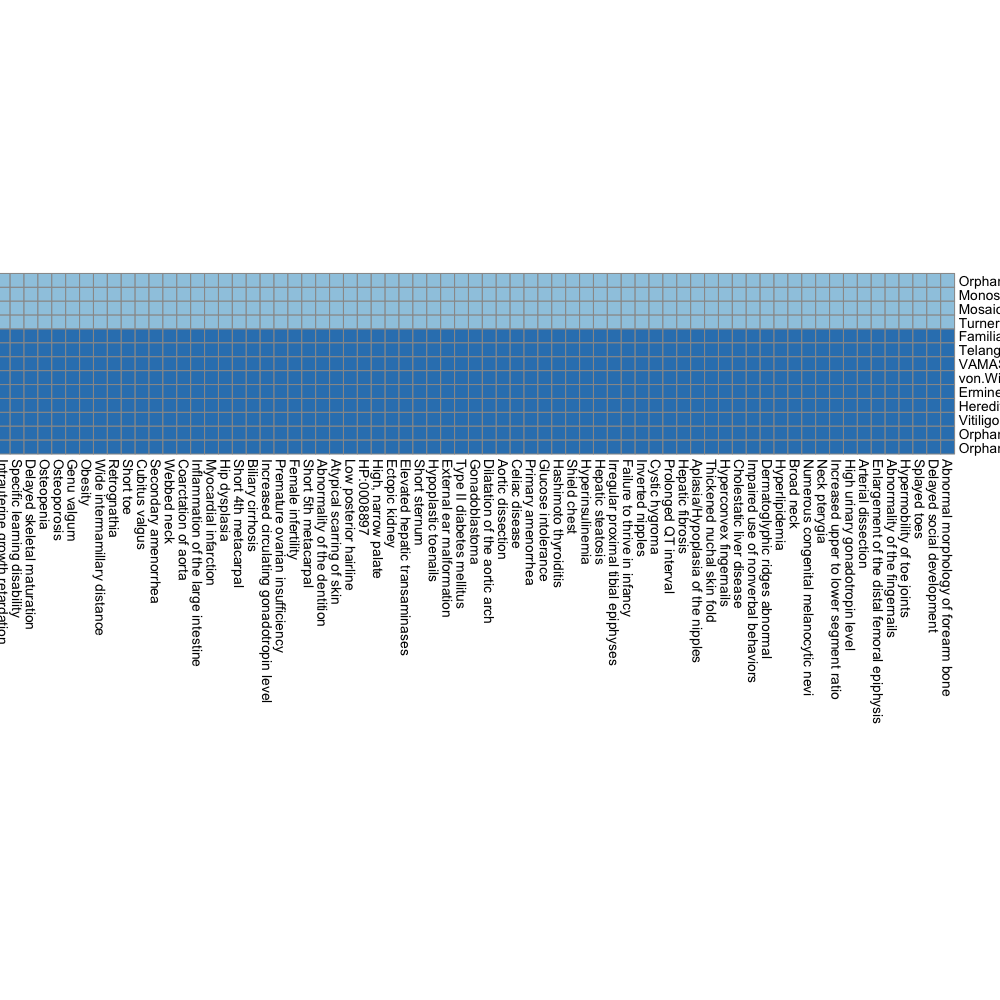 Orphan
Monos
Mosaic
Turner
Familia
Telang
VAMAS
von.Wi
Ermine
Heredit
Vitiligo
Orphan
Orphan
Intrauterine growth retardation
Specific learning disability
Delayed skeletal maturation
Osteopenia
Osteoporosis
Genu valgum
Obesity
Wide intermamillary distance
Retrognathia
Short toe
Cubitus valgus
Secondary amenorrhea
Webbed neck
Coarctation of aorta
Inflammation of the large intestine
Myocardial infarction
Hip dysplasia
Short 4th metacarpal
Biliary cirrhosis
Increased circulating gonadotropin level
Premature ovarian insufficiency
Female infertility
Short 5th metacarpal
Abnormality of the dentition
Atypical scarring of skin
Low posterior hairline
HP:0008897
High, narrow palate
Ectopic kidney
Elevated hepatic transaminases
Short sternum
Hypoplastic toenails
External ear malformation
Type II diabetes mellitus
Gonadoblastoma
Dilatation of the aortic arch
Aortic dissection
Celiac disease
Primary amenorrhea
Glucose intolerance
Hashimoto thyroiditis
Shield chest
Hyperinsulinemia
Hepatic steatosis
Irregular proximal tibial epiphyses
Failure to thrive in infancy
Inverted nipples
Cystic hygroma
Prolonged QT interval
Hepatic fibrosis
Aplasia/Hypoplasia of the nipples
Thickened nuchal skin fold
Hyperconvex fingernails
Cholestatic liver disease
Impaired use of nonverbal behaviors
Dermatoglyphic ridges abnormal
Hyperlipidemia
Broad neck
Numerous congenital melanocytic nevi
Neck pterygia
Increased upper to lower segment ratio
High urinary gonadotropin level
Arterial dissection
Enlargement of the distal femoral epiphysis
Abnormality of the fingernails
Hypermobility of toe joints
Splayed toes
Delayed social development
Abnormal morphology of forearm bone